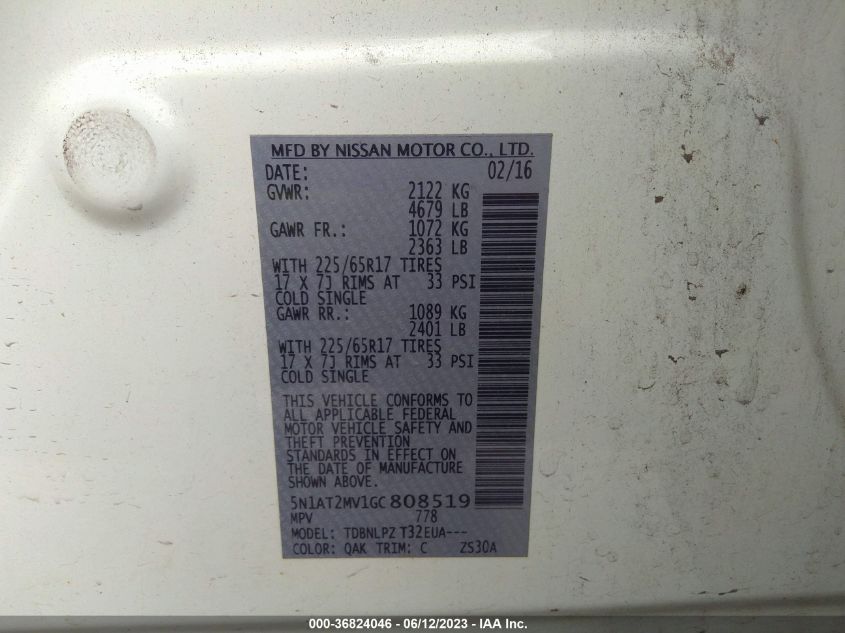 MFD BY NISSAN MOTOR CO., LTD.
DATE: 02/16
GVWR: 2122 KG
4679 LB
GAWR FR.: 1072 KG
2363 LB
WITH 225/65R17 TIRES
17 X 7J RIMS AT 33 PSI
COLD SINGLE
GAWR RR.: 1089 KG
2401 LB
WITH 225/65R17 TIRES
17 X 7J RIMS AT 33 PSI
COLD SINGLE
THIS VEHICLE CONFORMS TO
ALL APPLICABLE FEDERAL
MOTOR VEHICLE SAFETY AND
THEFT PREVENTION
STANDARDS IN EFFECT ON
THE DATE OF MANUFACTURE
SHOWN ABOVE.
5N1AT2MV1GC808519
MPV 778
MODEL: TDBNLPZ T32EUA---
COLOR: QAK TRIM: C ZS30A
000-36824046 - 06/12/2023 - IAA Inc.